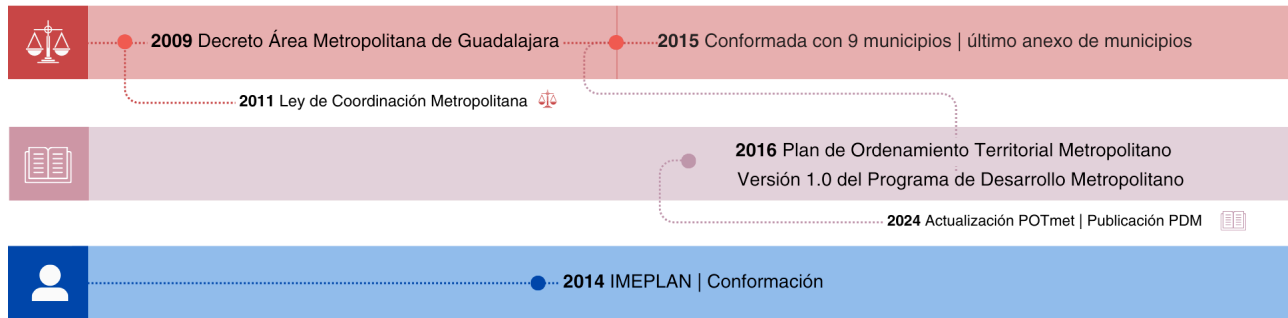 2009 Decreto Área Metropolitana de Guadalajara
2015 Conformada con 9 municipios | último anexo de municipios
2011 Ley de Coordinación Metropolitana
2016 Plan de Ordenamiento Territorial Metropolitano
Versión 1.0 del Programa de Desarrollo Metropolitano
2024 Actualización POTmet | Publicación PDM
2014 IMEPLAN | Conformación